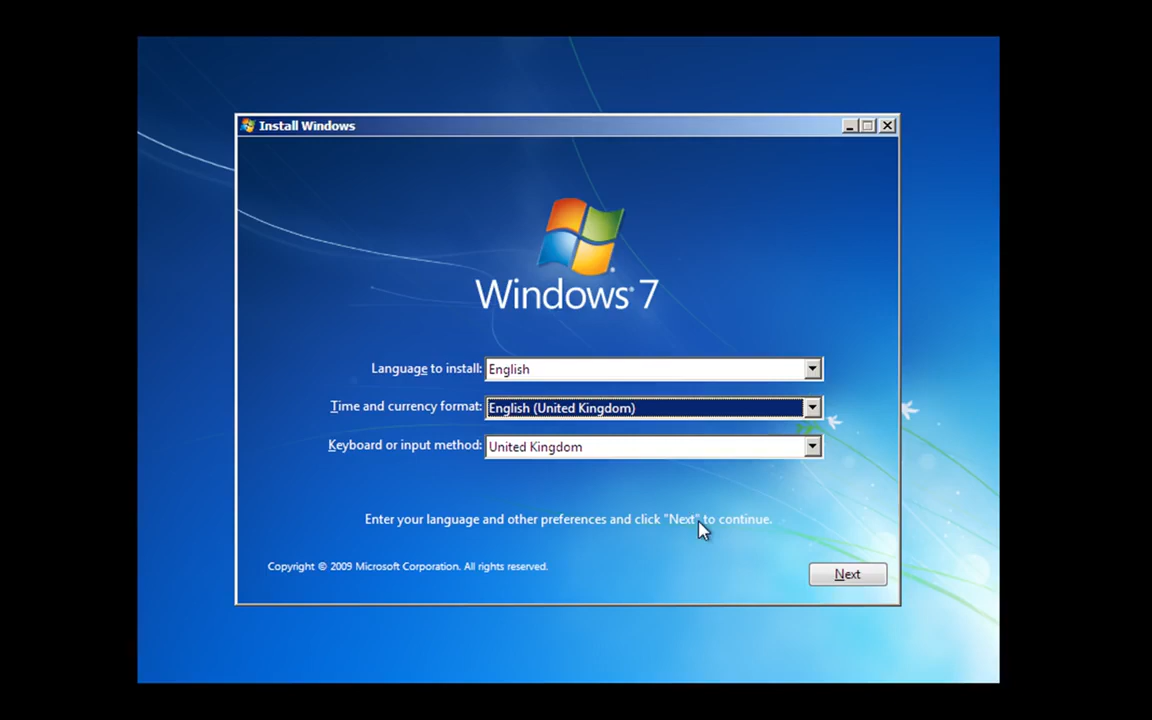 Install Windows
Windows® 7
Language to install: English
Time and currency format: English (United Kingdom)
Keyboard or input method: United Kingdom
Enter your language and other preferences and click "Next" to continue.
Copyright © 2009 Microsoft Corporation. All rights reserved.
Next